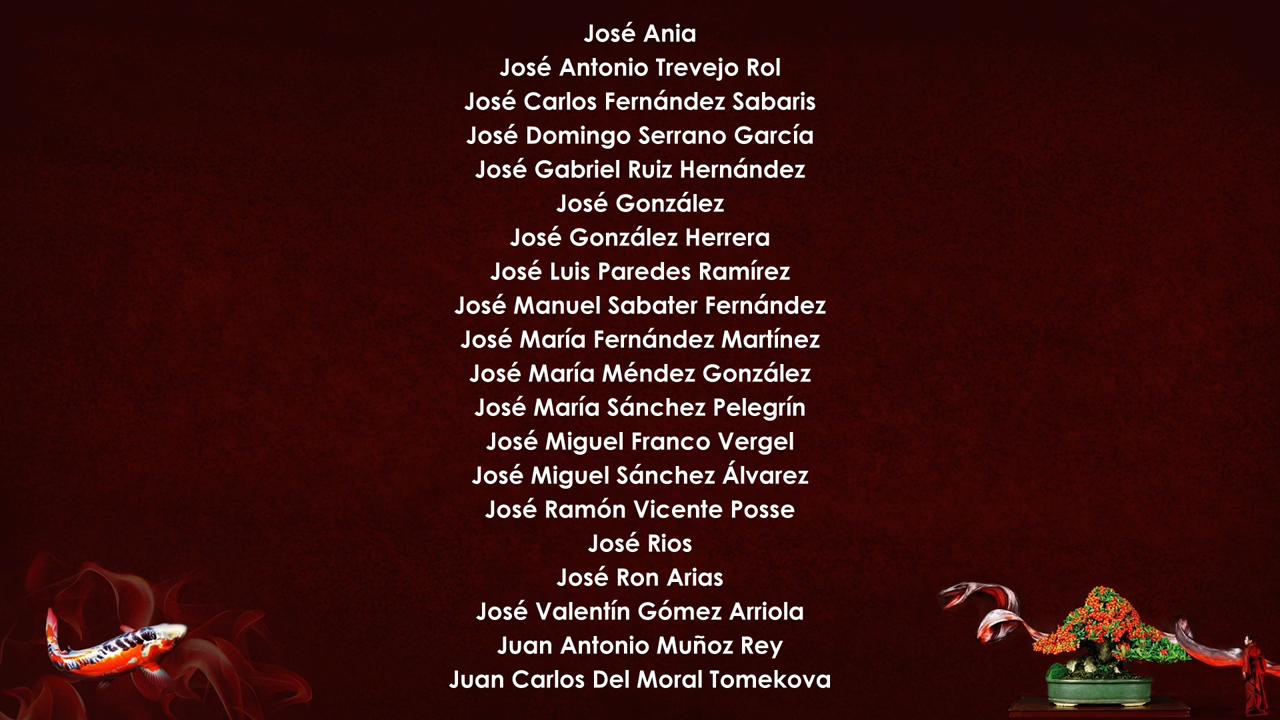 José Ania
José Antonio Trevejo Rol
José Carlos Fernández Sabaris
José Domingo Serrano García
José Gabriel Ruiz Hernández
José González
José González Herrera
José Luis Paredes Ramírez
José Manuel Sabater Fernández
José María Fernández Martínez
José María Méndez González
José María Sánchez Pelegrín
José Miguel Franco Vergel
José Miguel Sánchez Álvarez
José Ramón Vicente Posse
José Rios
José Ron Arias
José Valentín Gómez Arriola
Juan Antonio Muñoz Rey
Juan Carlos Del Moral Tomekova